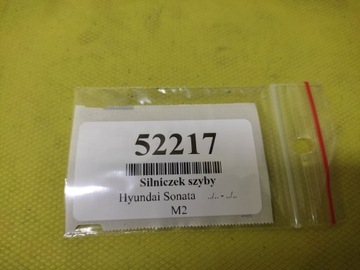 52217
Silniczek szyby
Hyundai Sonata ../.. - ../..
M2